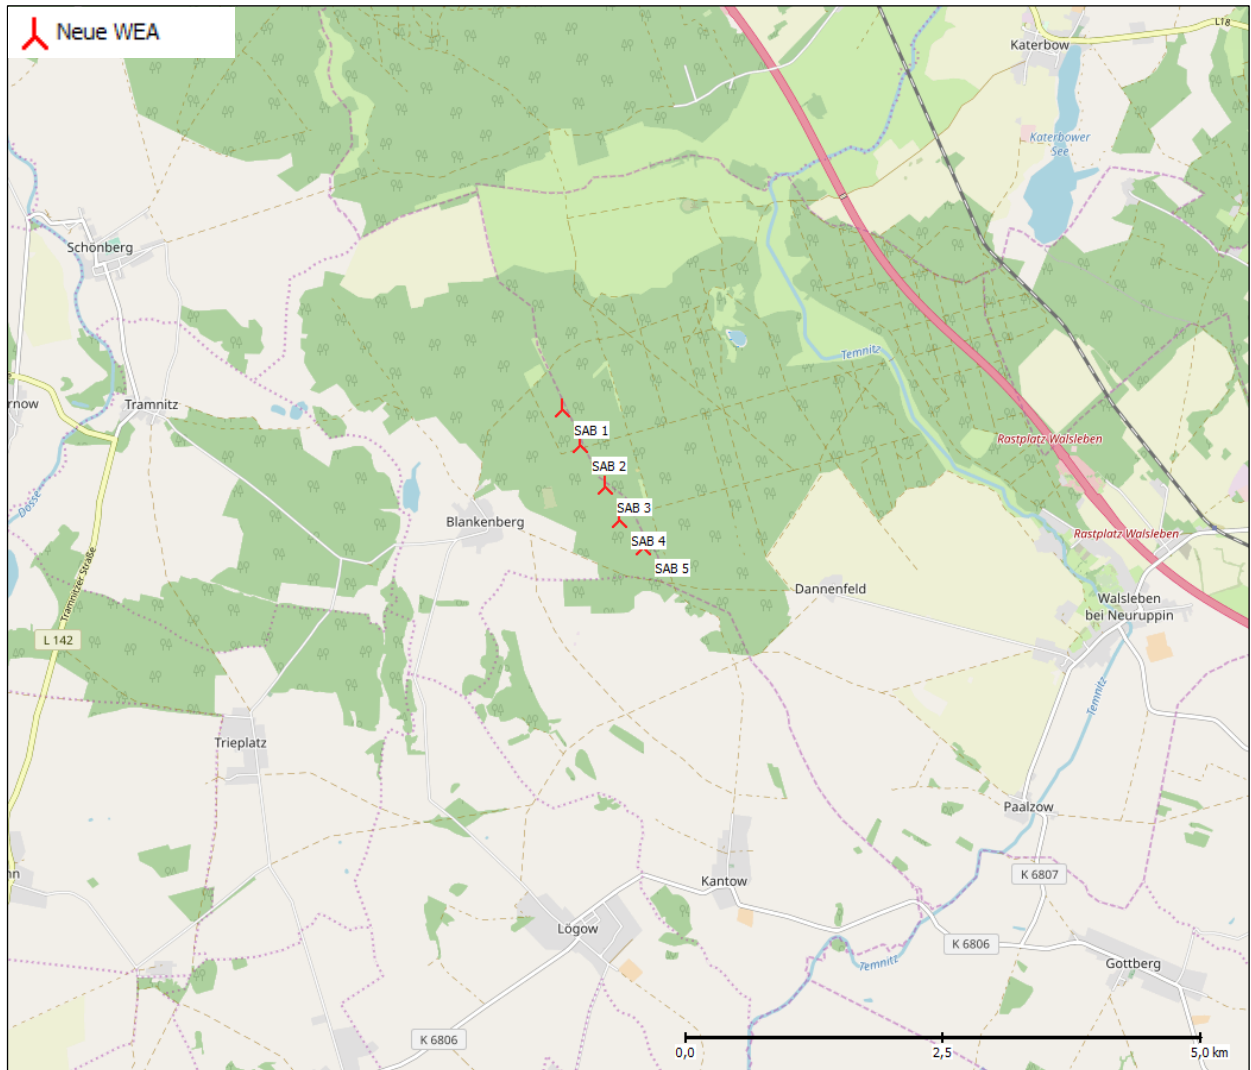 Neue WEA
L18
Katerbow
Katerbower
See
Schönberg
Temnitz
rnow
Tramnitz
Rastplatz Walsleben
SAB 1
SAB 2
Dosse
SAB 3
Blankenberg
SAB 4
Rastplatz Walsleben
SAB 5
Tramnitzer Straße
Dannenfeld
Walsleben
bei Neuruppin
L 142
Temnitz
Trieplatz
Paalzow
nn
Kantow
K 6807
Lögow
K 6806
Temnitz
Gottberg
K 6806
0,0
2,5
5,0 km